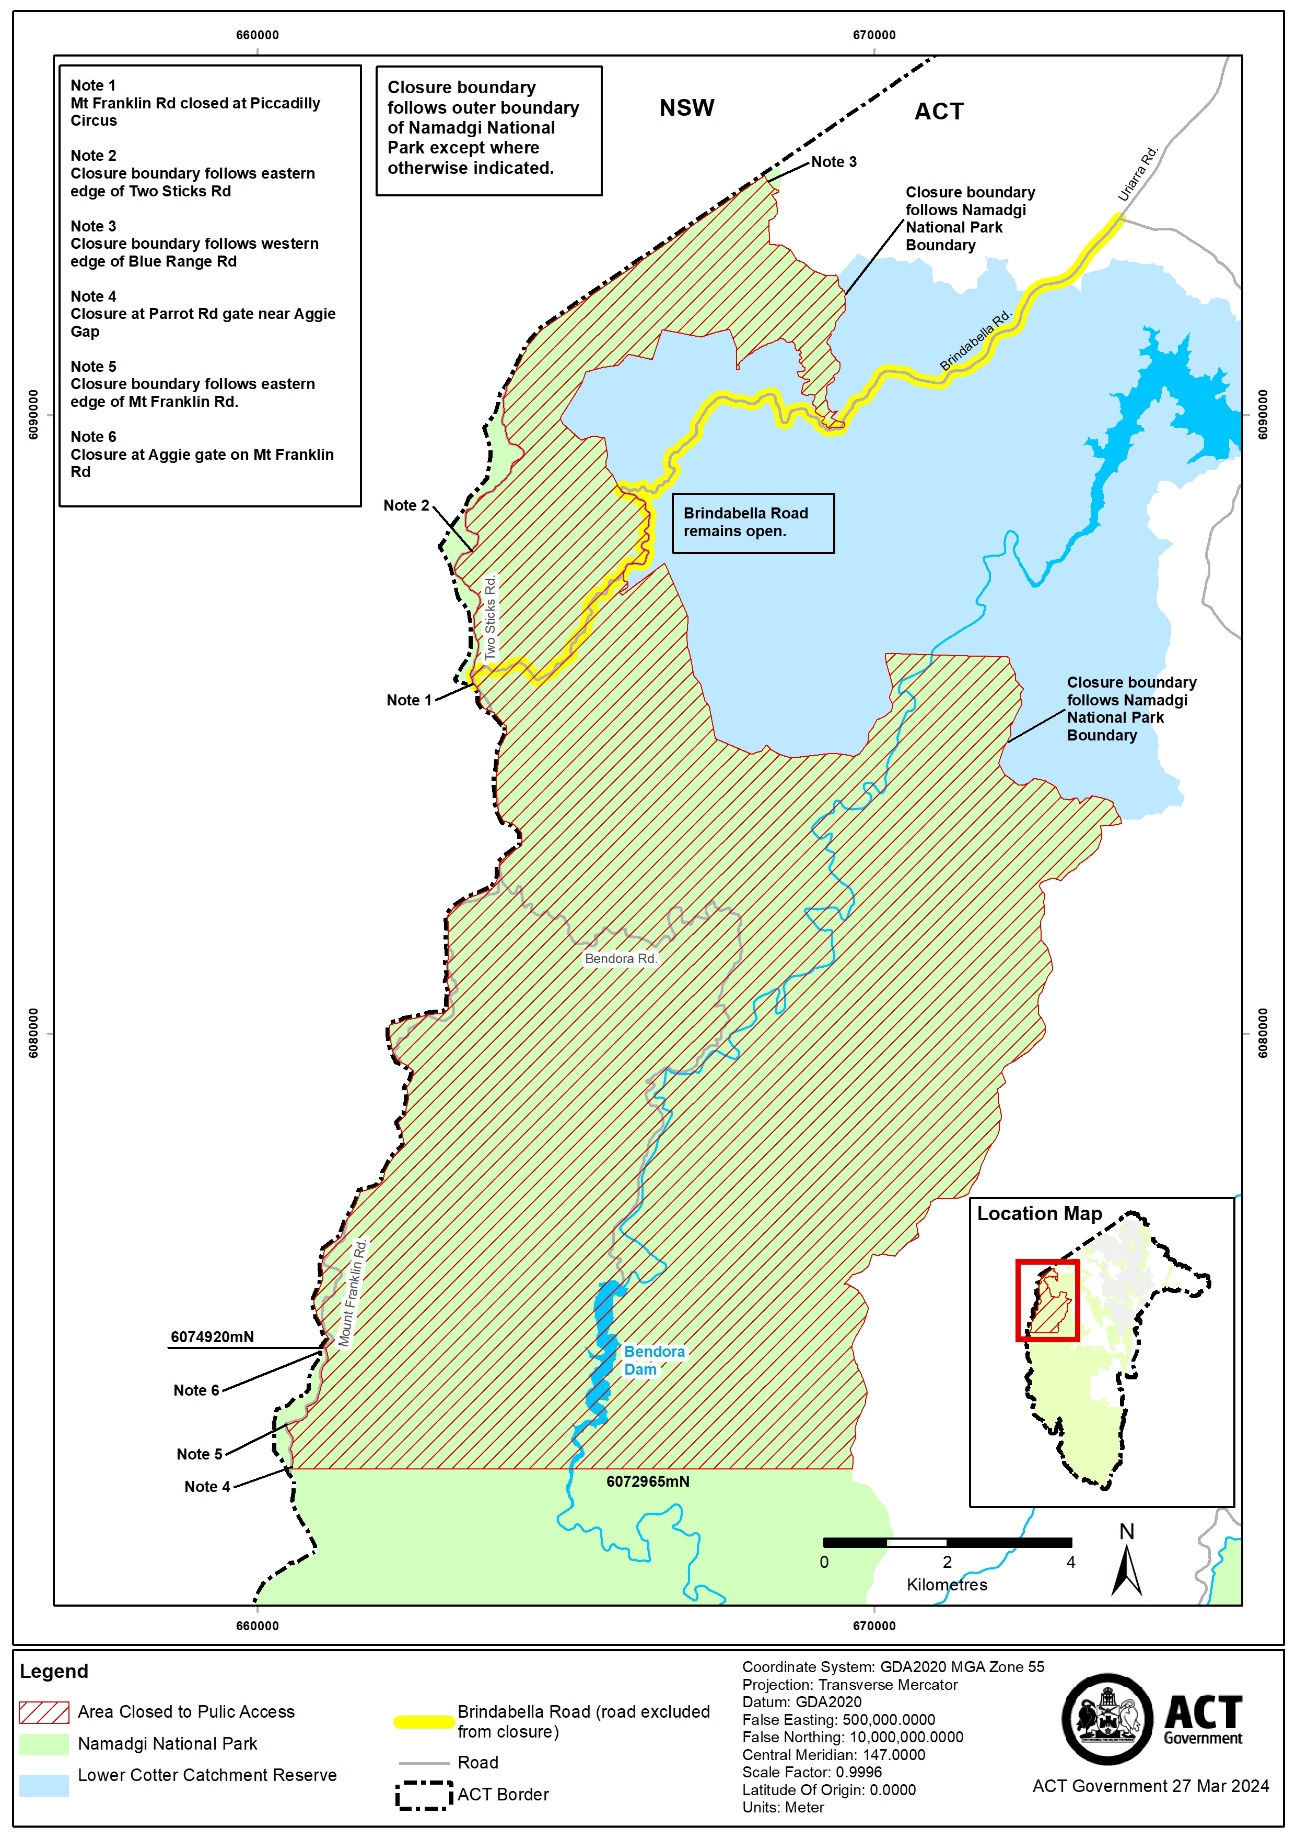 660000
670000
Note 1
Mt Franklin Rd closed at Piccadilly
Circus
Note 2
Closure boundary follows eastern
edge of Two Sticks Rd
Note 3
Closure boundary follows western
edge of Blue Range Rd
Note 4
Closure at Parrot Rd gate near Aggie
Gap
Note 5
Closure boundary follows eastern
edge of Mt Franklin Rd.
Note 6
Closure at Aggie gate on Mt Franklin
Rd
Closure boundary
follows outer boundary
of Namadgi National
Park except where
otherwise indicated.
NSW
ACT
Note 3
Uriarra Rd.
Closure boundary
follows Namadgi
National Park
Boundary
Brindabella Rd.
6090000
6090000
Note 2
Brindabella Road
remains open.
Two Sticks Rd.
Note 1
Closure boundary
follows Namadgi
National Park
Boundary
Bendora Rd.
6080000
6080000
Mount Franklin Rd.
6074920mN
Note 6
Bendora
Dam
Note 5
Note 4
6072965mN
Location Map
0
2
4
Kilometres
N
660000
670000
Legend
Area Closed to Pulic Access
Namadgi National Park
Lower Cotter Catchment Reserve
Brindabella Road (road excluded
from closure)
Road
ACT Border
Coordinate System: GDA2020 MGA Zone 55
Projection: Transverse Mercator
Datum: GDA2020
False Easting: 500,000.0000
False Northing: 10,000,000.0000
Central Meridian: 147.0000
Scale Factor: 0.9996
Latitude Of Origin: 0.0000
Units: Meter
ACT
Government
ACT Government 27 Mar 2024